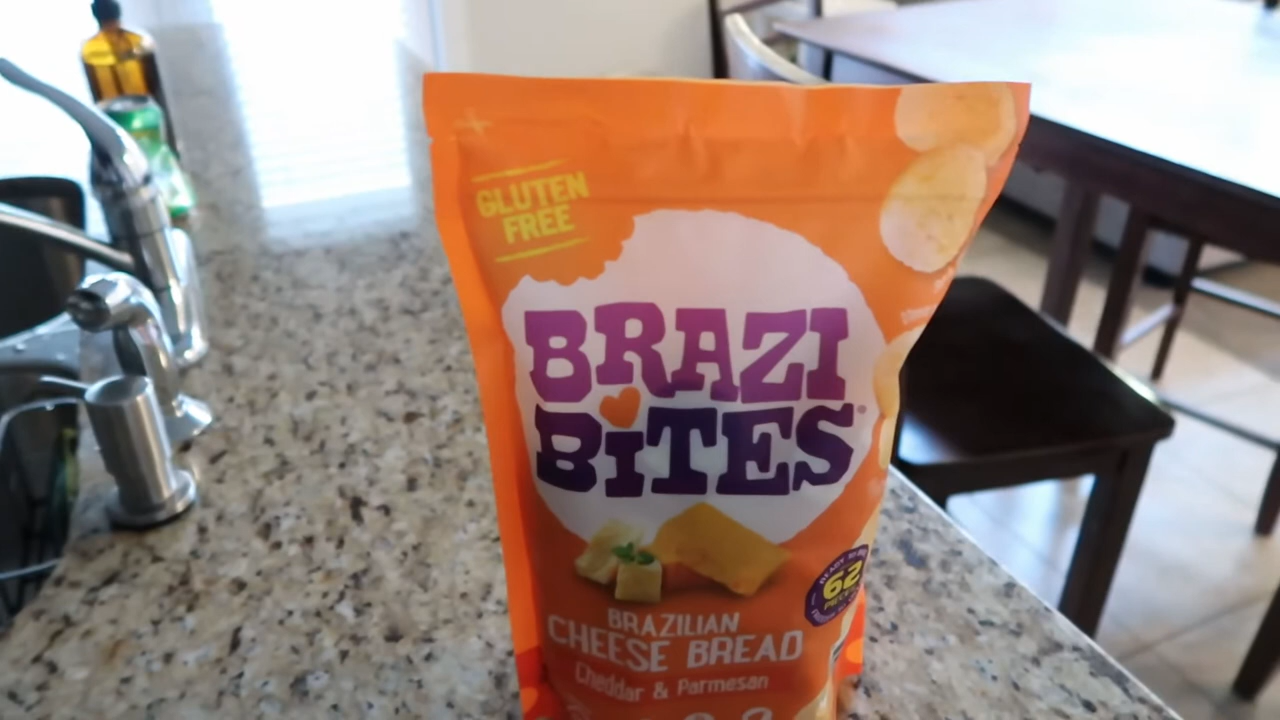 GLUTEN
FREE
BRAZI
BiTES®
62
BRAZILIAN
CHEESE BREAD
Cheddar & Parmesan